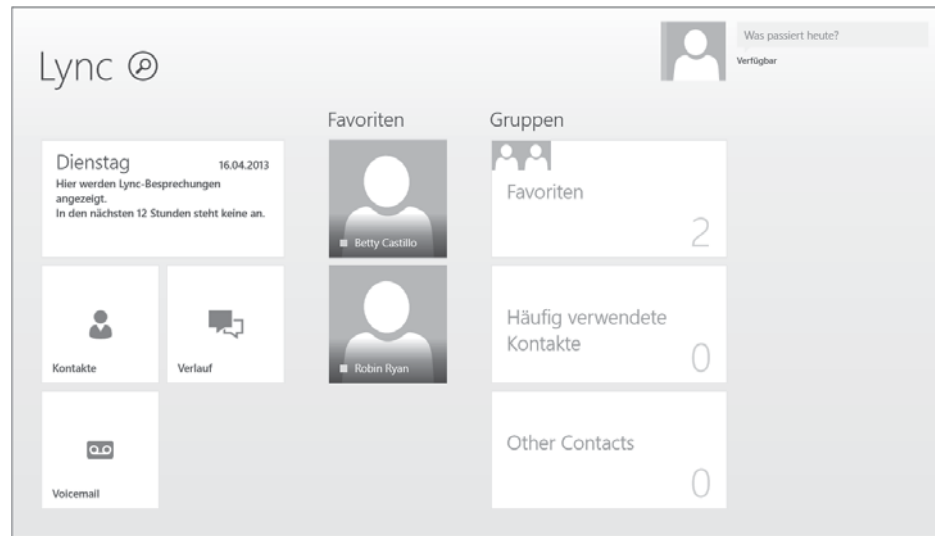 Lync
Was passiert heute?
Verfügbar
Dienstag 16.04.2013
Hier werden Lync-Besprechungen
angezeigt.
In den nächsten 12 Stunden steht keine an.
Kontakte
Verlauf
Voicemail
Favoriten
Betty Castillo
Robin Ryan
Gruppen
Favoriten
2
Häufig verwendete
Kontakte
0
Other Contacts
0